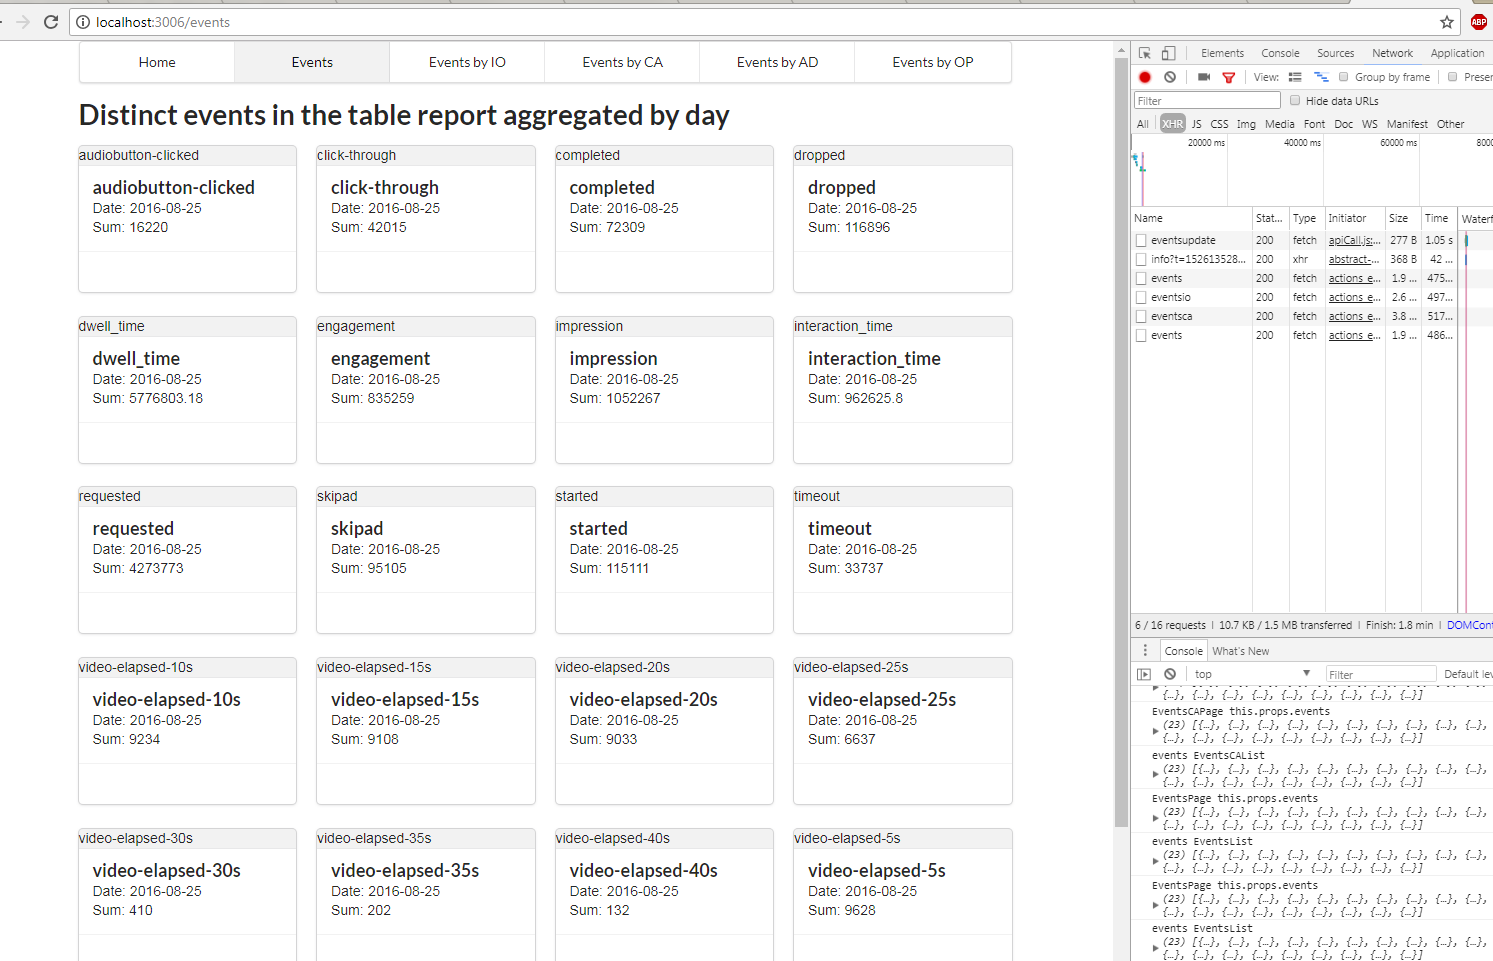 localhost:3006/events
ABP
Home
Events
Events by IO
Events by CA
Events by AD
Events by OP
Distinct events in the table report aggregated by day
audiobutton-clicked
audiobutton-clicked
Date: 2016-08-25
Sum: 16220
click-through
click-through
Date: 2016-08-25
Sum: 42015
completed
completed
Date: 2016-08-25
Sum: 72309
dropped
dropped
Date: 2016-08-25
Sum: 116896
dwell_time
dwell_time
Date: 2016-08-25
Sum: 5776803.18
engagement
engagement
Date: 2016-08-25
Sum: 835259
impression
impression
Date: 2016-08-25
Sum: 1052267
interaction_time
interaction_time
Date: 2016-08-25
Sum: 962625.8
requested
requested
Date: 2016-08-25
Sum: 4273773
skipad
skipad
Date: 2016-08-25
Sum: 95105
started
started
Date: 2016-08-25
Sum: 115111
timeout
timeout
Date: 2016-08-25
Sum: 33737
video-elapsed-10s
video-elapsed-10s
Date: 2016-08-25
Sum: 9234
video-elapsed-15s
video-elapsed-15s
Date: 2016-08-25
Sum: 9108
video-elapsed-20s
video-elapsed-20s
Date: 2016-08-25
Sum: 9033
video-elapsed-25s
video-elapsed-25s
Date: 2016-08-25
Sum: 6637
video-elapsed-30s
video-elapsed-30s
Date: 2016-08-25
Sum: 410
video-elapsed-35s
video-elapsed-35s
Date: 2016-08-25
Sum: 202
video-elapsed-40s
video-elapsed-40s
Date: 2016-08-25
Sum: 132
video-elapsed-5s
video-elapsed-5s
Date: 2016-08-25
Sum: 9628
Elements Console Sources Network Application
View: Group by frame Preser
Filter Hide data URLs
All XHR JS CSS Img Media Font Doc WS Manifest Other
20000 ms 40000 ms 60000 ms 8000
Name Stat... Type Initiator Size Time Waterf
eventsupdate 200 fetch apiCall.js:... 277 B 1.05 s
info?t=152613528... 200 xhr abstract-... 368 B 42 ...
events 200 fetch actions e... 1.9 ... 475...
eventsio 200 fetch actions e... 2.6 ... 497...
eventsca 200 fetch actions e... 3.8 ... 517...
events 200 fetch actions e... 1.9 ... 486...
6 / 16 requests | 10.7 KB / 1.5 MB transferred | Finish: 1.8 min | DOMCont
Console What's New
top Filter Default lev
{…}, {…}, {…}, {…}, {…}, {…}, {…}, {…}, {…}]
EventsCAPage this.props.events
(23) [{…}, {…}, {…}, {…}, {…}, {…}, {…}, {…}, {…}, {…},
{…}, {…}, {…}, {…}, {…}, {…}, {…}, {…}, {…}]
events EventsCAList
(23) [{…}, {…}, {…}, {…}, {…}, {…}, {…}, {…}, {…}, {…},
{…}, {…}, {…}, {…}, {…}, {…}, {…}, {…}, {…}]
EventsPage this.props.events
(23) [{…}, {…}, {…}, {…}, {…}, {…}, {…}, {…}, {…}, {…},
{…}, {…}, {…}, {…}, {…}, {…}, {…}, {…}, {…}]
events EventsList
(23) [{…}, {…}, {…}, {…}, {…}, {…}, {…}, {…}, {…}, {…},
{…}, {…}, {…}, {…}, {…}, {…}, {…}, {…}, {…}]
EventsPage this.props.events
(23) [{…}, {…}, {…}, {…}, {…}, {…}, {…}, {…}, {…}, {…},
{…}, {…}, {…}, {…}, {…}, {…}, {…}, {…}, {…}]
events EventsList
(23) [{…}, {…}, {…}, {…}, {…}, {…}, {…}, {…}, {…}, {…},
{…}, {…}, {…}, {…}, {…}, {…}, {…}, {…}, {…}]